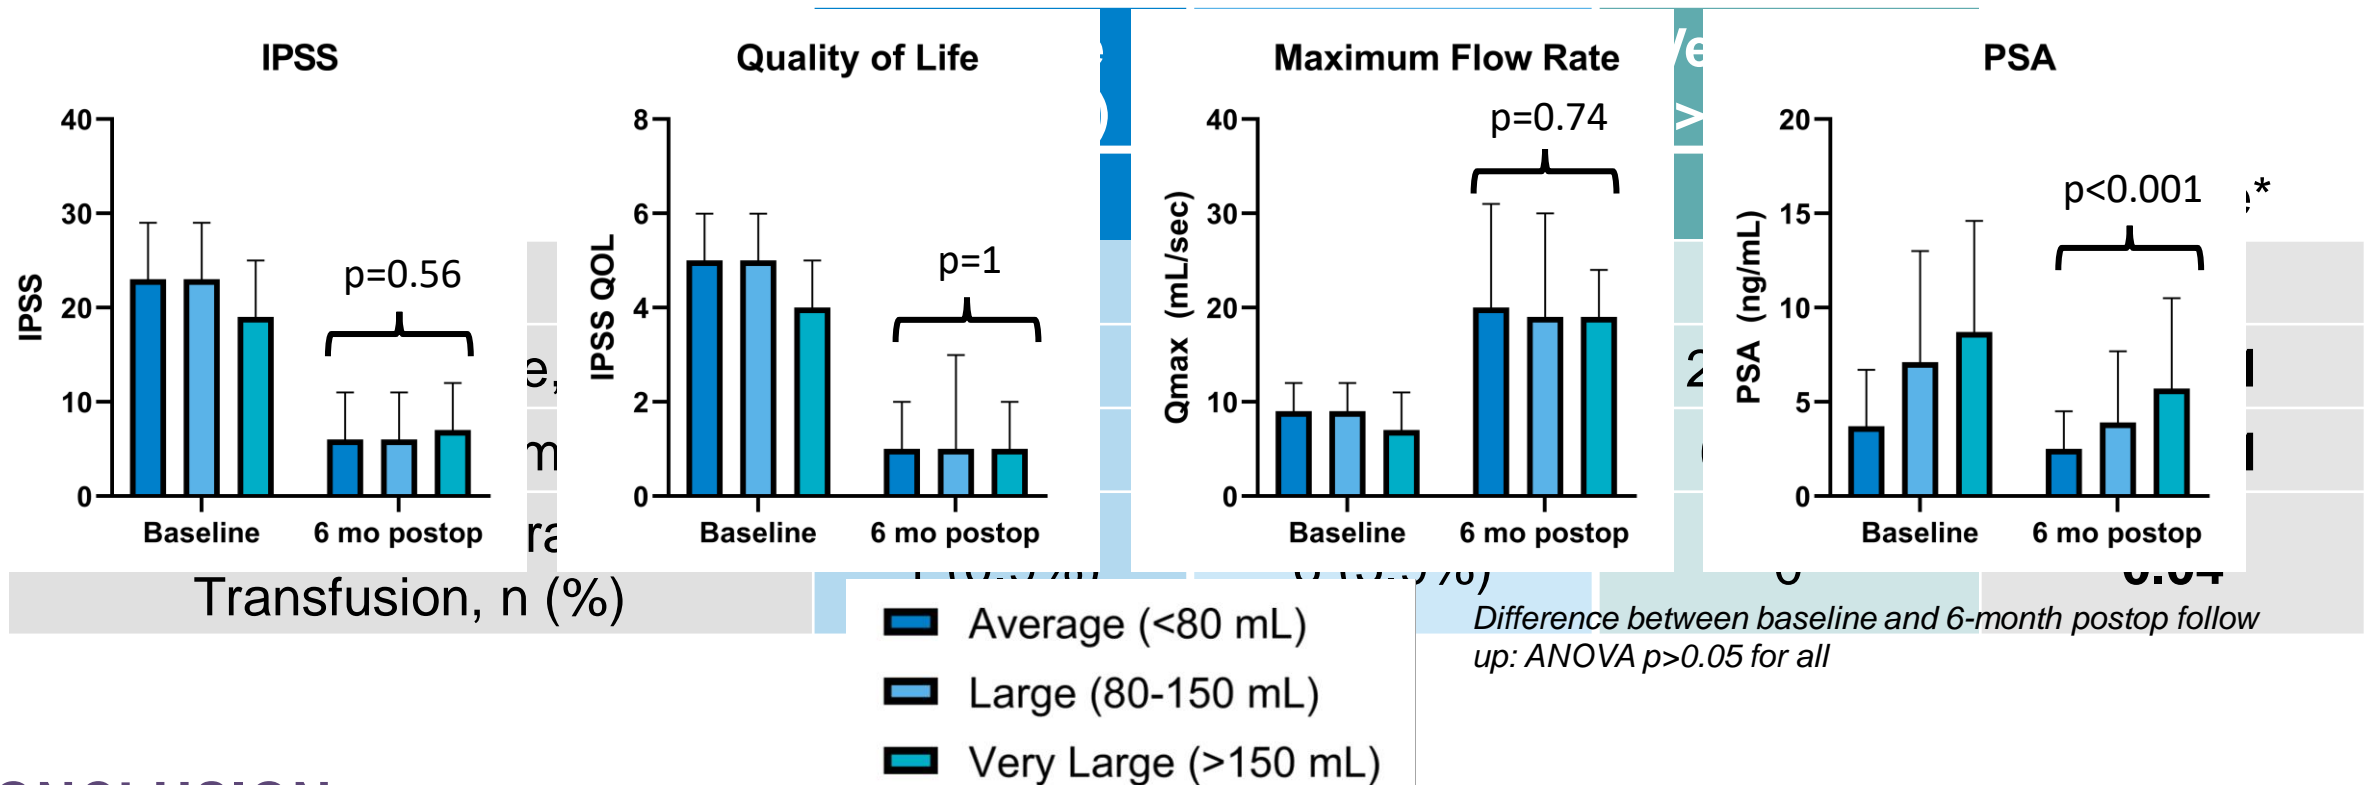 IPSS
40
30
20
10
0
IPSS
p=0.56
Baseline
6 mo postop
Quality of Life
8
6
4
2
0
IPSS QOL
p=1
Baseline
6 mo postop
Maximum Flow Rate
40
30
20
10
0
Qmax (mL/sec)
p=0.74
Baseline
6 mo postop
PSA
20
15
10
5
0
PSA (ng/mL)
p<0.001
Baseline
6 mo postop
Transfusion, n (%)
Average (<80 mL)
Large (80-150 mL)
Very Large (>150 mL)
Difference between baseline and 6-month postop follow
up: ANOVA p>0.05 for all